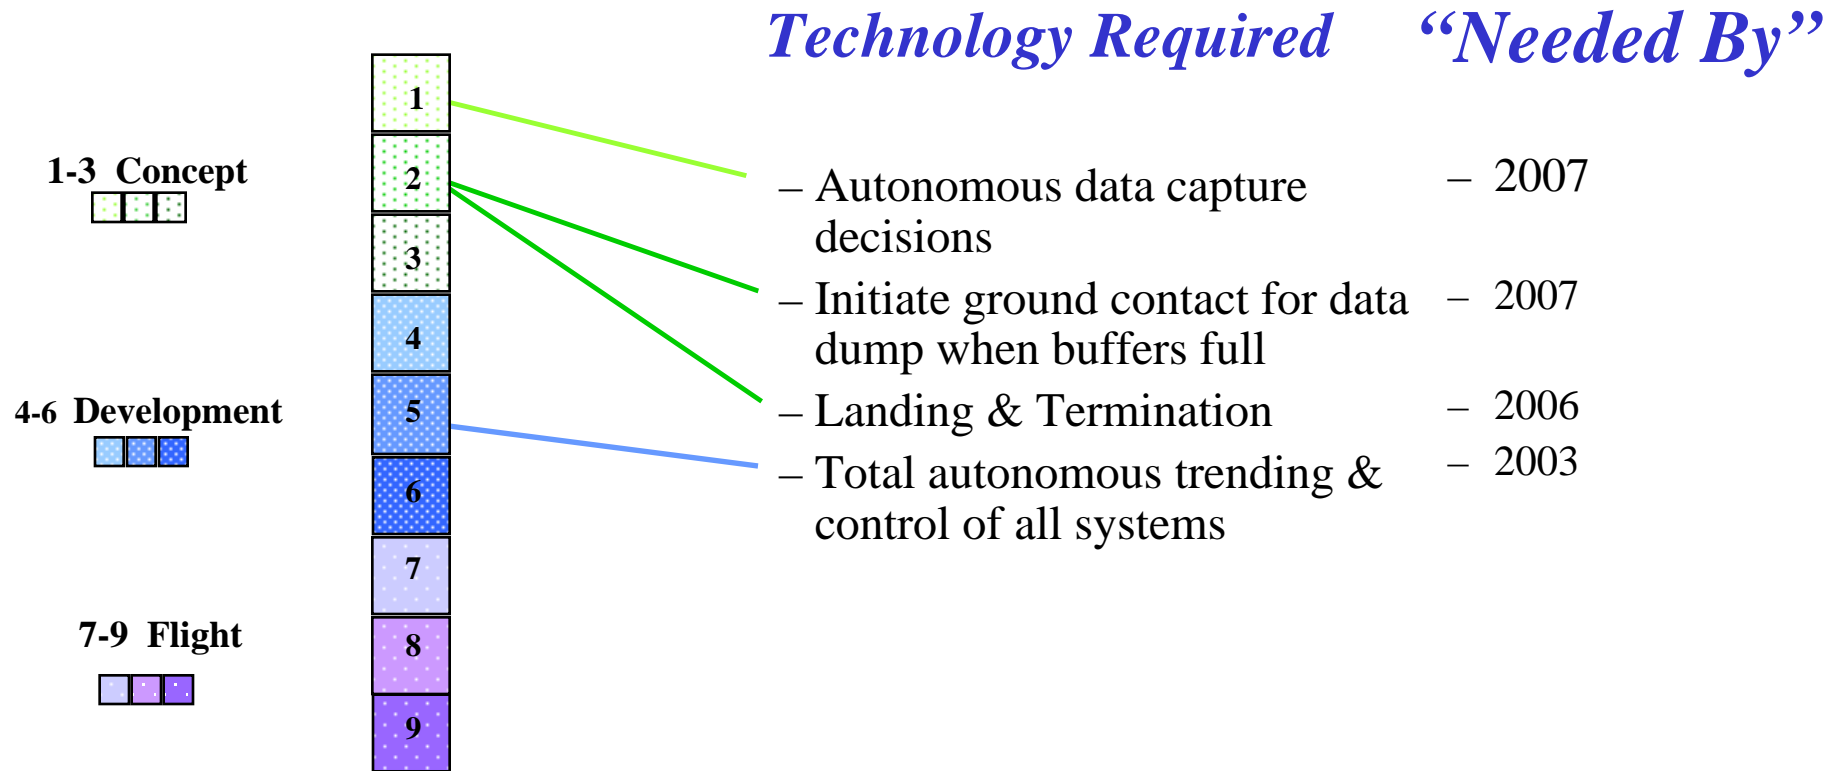 Technology Required
“Needed By”
1
2
3
4
5
6
7
8
9
1-3 Concept
4-6 Development
7-9 Flight
– Autonomous data capture
decisions
– 2007
– Initiate ground contact for data
dump when buffers full
– 2007
– Landing & Termination
– 2006
– Total autonomous trending &
control of all systems
– 2003